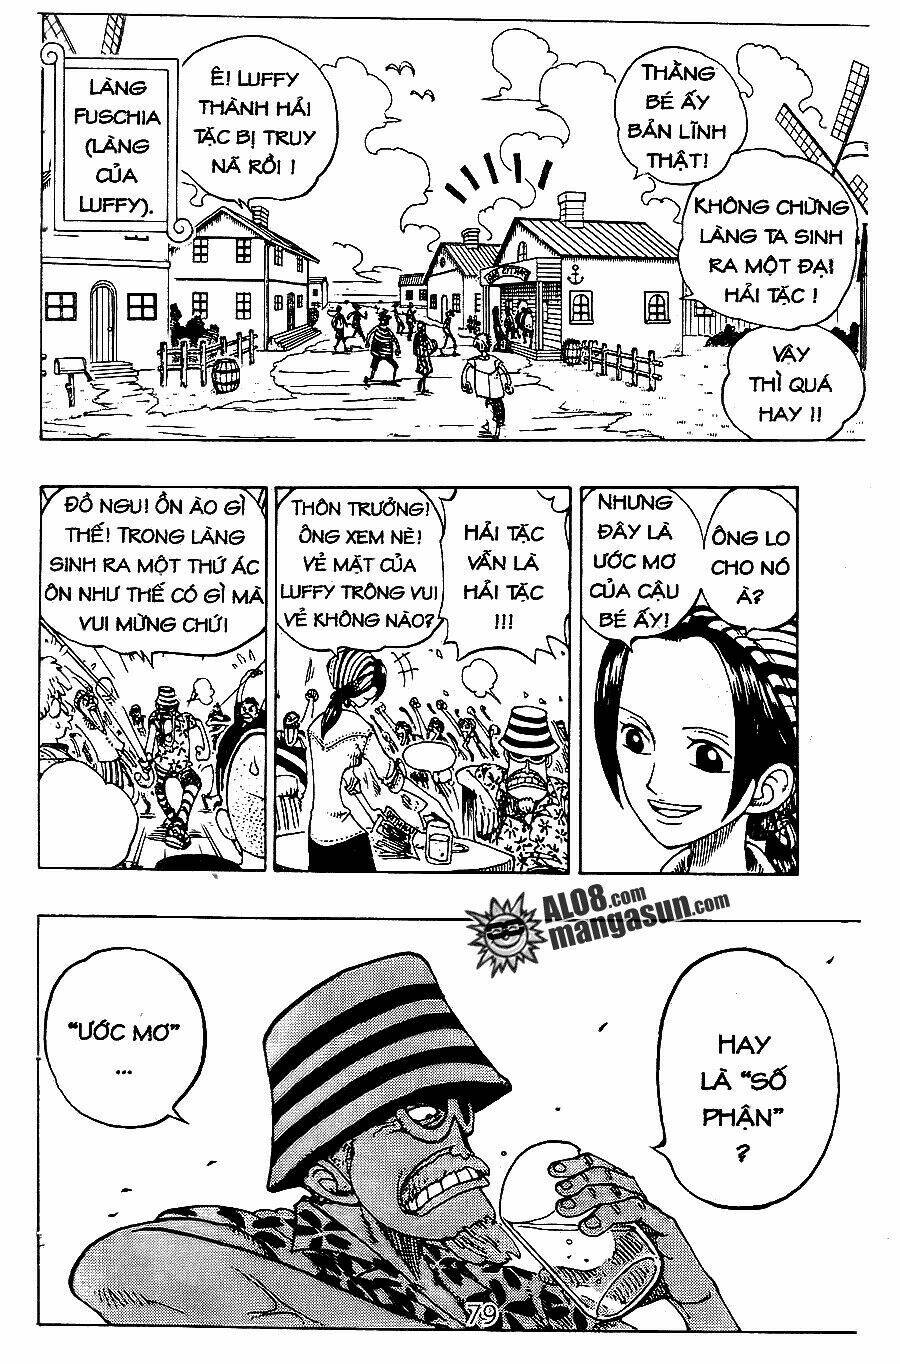 LÀNG
FUSCHIA
(LÀNG
CỦA
LUFFY).
Ê! LUFFY
THÀNH HẢI
TẶC BỊ TRUY
NÃ RỒI !
THẰNG
BÉ ẤY
BẢN LĨNH
THẬT!
KHÔNG CHỪNG
LÀNG TA SINH
RA MỘT ĐẠI
HẢI TẶC !
VẬY
THÌ QUÁ
HAY !!
ĐỒ NGU! ỒN ÀO GÌ
THẾ! TRONG LÀNG
SINH RA MỘT THỨ ÁC
ÔN NHƯ THẾ CÓ GÌ MÀ
VUI MỪNG CHỨ!
THÔN TRƯỞNG!
ÔNG XEM NÈ!
VẺ MẶT CỦA
LUFFY TRÔNG VUI
VẺ KHÔNG NÀO?
HẢI TẶC
VẪN LÀ
HẢI TẶC
!!!
NHƯNG
ĐÂY LÀ
ƯỚC MƠ
CỦA CẬU
BÉ ẤY!
ÔNG LO
CHO NÓ
À?
AL08.com
mangasun.com
"ƯỚC MƠ"
...
HAY
LÀ "SỐ
PHẬN"
?
79